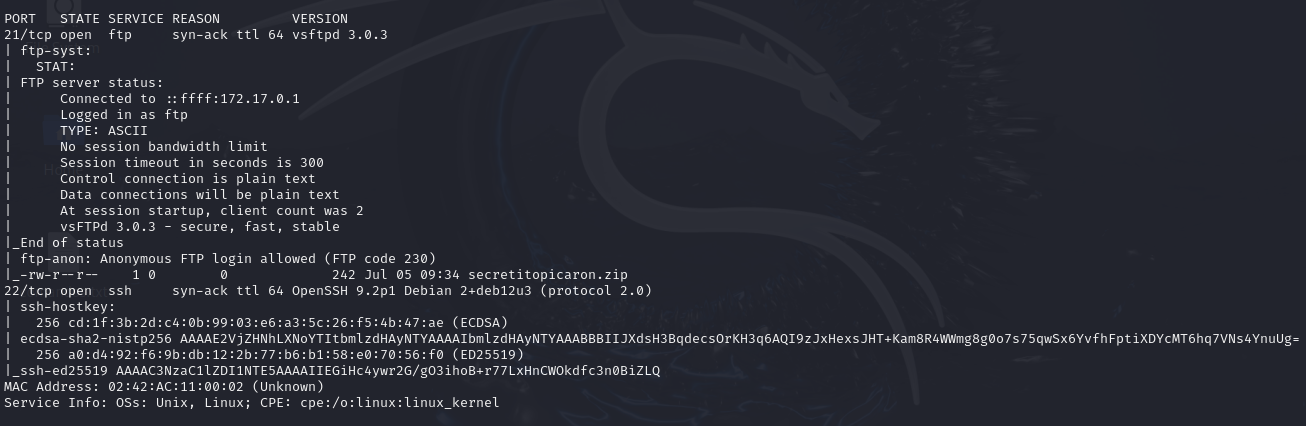 PORT   STATE SERVICE REASON         VERSION
21/tcp open  ftp     syn-ack ttl 64 vsftpd 3.0.3
| ftp-syst:
|   STAT:
| FTP server status:
|      Connected to ::ffff:172.17.0.1
|      Logged in as ftp
|      TYPE: ASCII
|      No session bandwidth limit
|      Session timeout in seconds is 300
|      Control connection is plain text
|      Data connections will be plain text
|      At session startup, client count was 2
|      vsFTPd 3.0.3 - secure, fast, stable
|_End of status
| ftp-anon: Anonymous FTP login allowed (FTP code 230)
|_-rw-r--r--    1 0        0             242 Jul 05 09:34 secretitopicaron.zip
22/tcp open  ssh     syn-ack ttl 64 OpenSSH 9.2p1 Debian 2+deb12u3 (protocol 2.0)
| ssh-hostkey:
|   256 cd:1f:3b:2d:c4:0b:99:03:e6:a3:5c:26:f5:4b:47:ae (ECDSA)
| ecdsa-sha2-nistp256 AAAAE2VjZHNhLXNoYTItbmlzdHAyNTYAAAAIbmlzdHAyNTYAAABBBIIJXdsH3BqdecsOrKH3q6AQI9zJxHexsJHT+Kam8R4WWmg8g0o7s75qwSx6YvfhFptiXDYcMT6hq7VNs4YnuUg=
|   256 a0:d4:92:f6:9b:db:12:2b:77:b6:b1:58:e0:70:56:f0 (ED25519)
|_ssh-ed25519 AAAAC3NzaC1lZDI1NTE5AAAAIIEGiHc4ywr2G/gO3ihoB+r77LxHnCWOkdfc3n0BiZLQ
MAC Address: 02:42:AC:11:00:02 (Unknown)
Service Info: OSs: Unix, Linux; CPE: cpe:/o:linux:linux_kernel